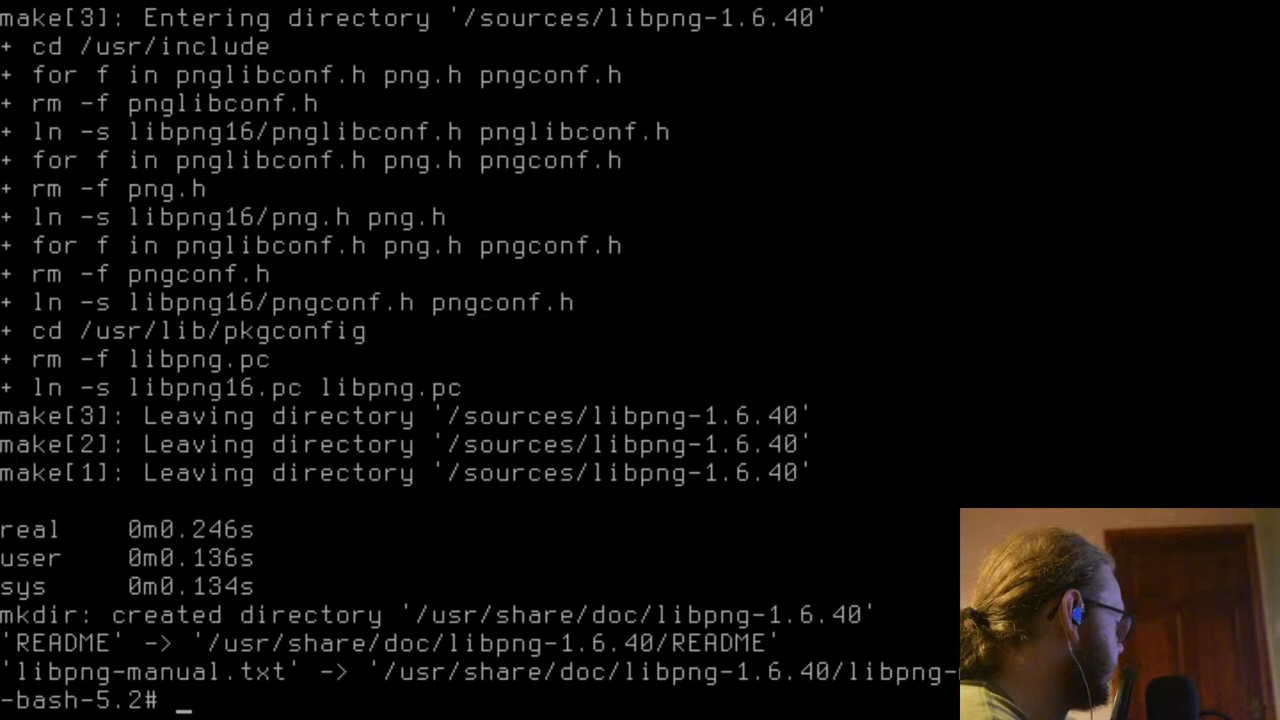 make[3]: Entering directory '/sources/libpng-1.6.40'
+ cd /usr/include
+ for f in pnglibconf.h png.h pngconf.h
+ rm -f pnglibconf.h
+ ln -s libpng16/pnglibconf.h pnglibconf.h
+ for f in pnglibconf.h png.h pngconf.h
+ rm -f png.h
+ ln -s libpng16/png.h png.h
+ for f in pnglibconf.h png.h pngconf.h
+ rm -f pngconf.h
+ ln -s libpng16/pngconf.h pngconf.h
+ cd /usr/lib/pkgconfig
+ rm -f libpng.pc
+ ln -s libpng16.pc libpng.pc
make[3]: Leaving directory '/sources/libpng-1.6.40'
make[2]: Leaving directory '/sources/libpng-1.6.40'
make[1]: Leaving directory '/sources/libpng-1.6.40'
real 0m0.246s
user 0m0.136s
sys 0m0.134s
mkdir: created directory '/usr/share/doc/libpng-1.6.40'
'README' -> '/usr/share/doc/libpng-1.6.40/README'
'libpng-manual.txt' -> '/usr/share/doc/libpng-1.6.40/libpng-
-bash-5.2# _